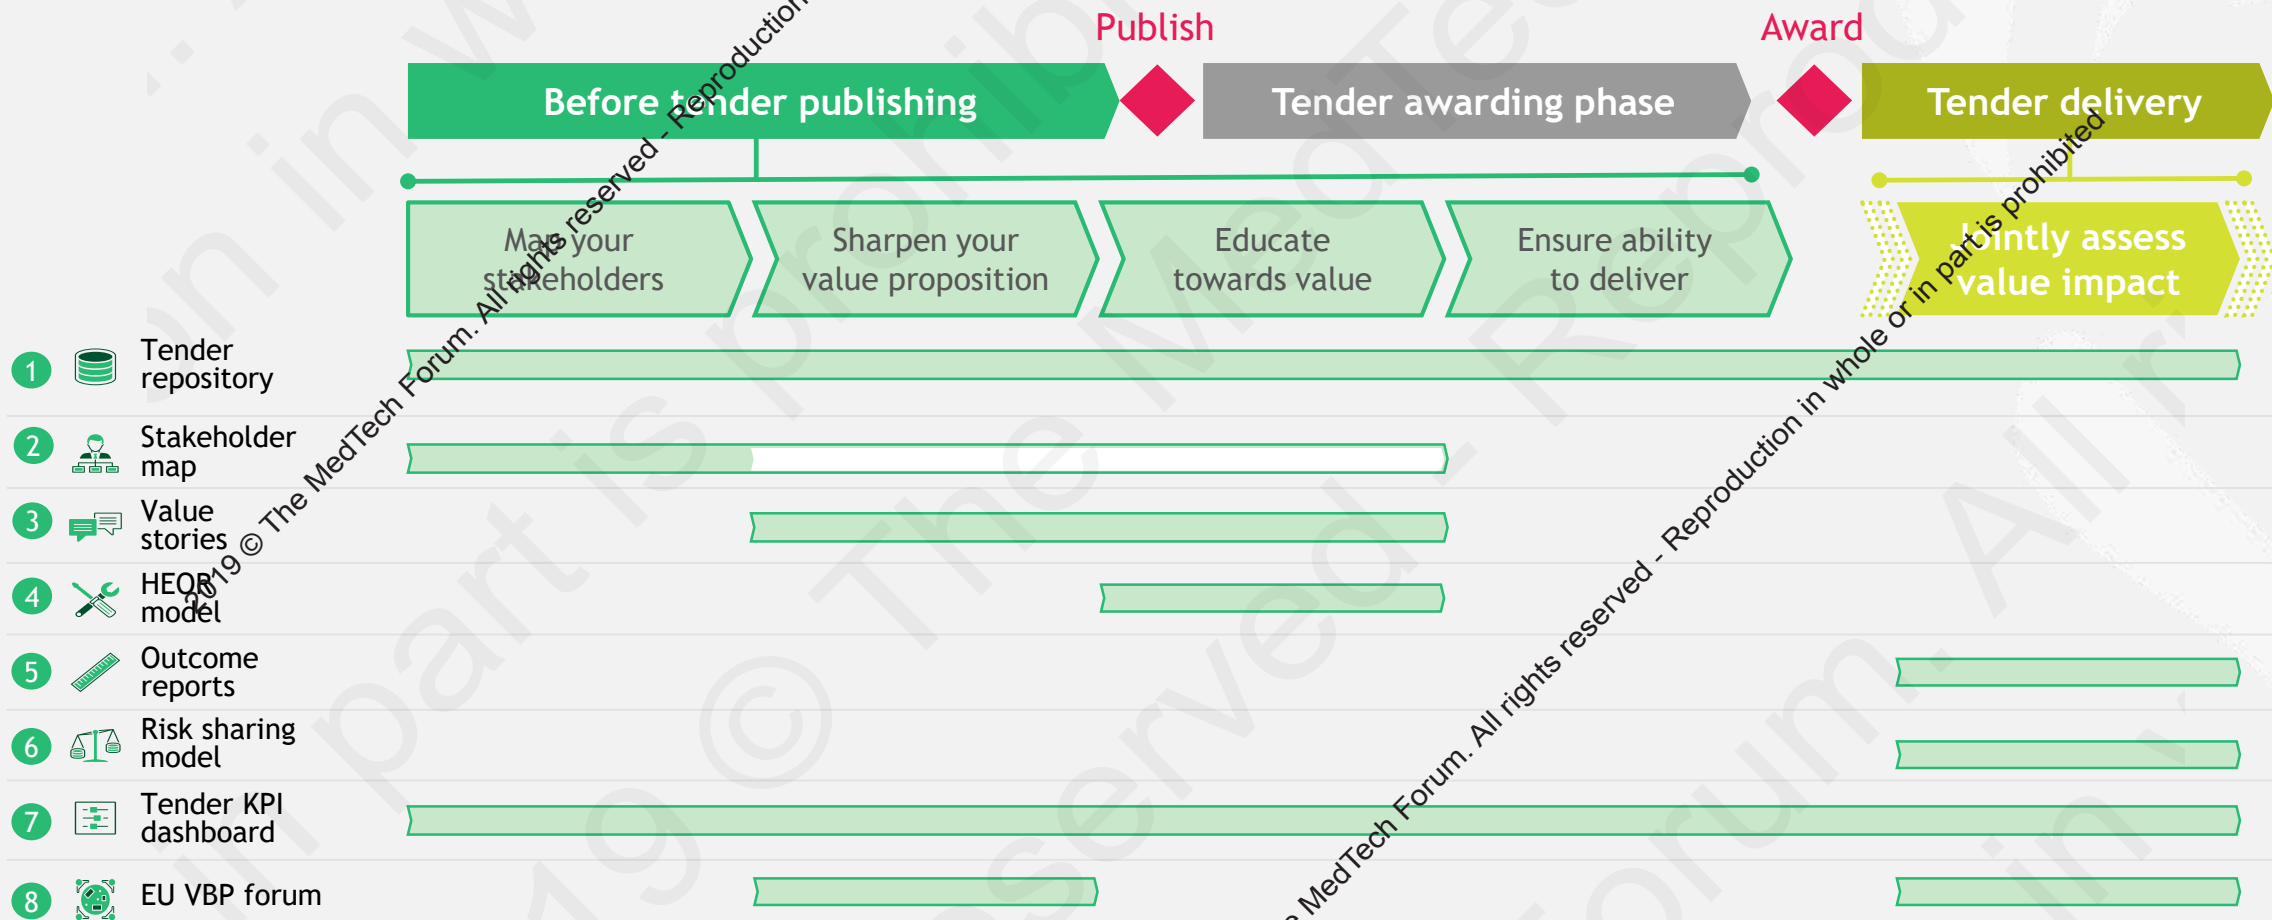 Publish
Award
Before tender publishing
Tender awarding phase
Tender delivery
Map your
stakeholders
Sharpen your
value proposition
Educate
towards value
Ensure ability
to deliver
Jointly assess
value impact
1
Tender
repository
2
Stakeholder
map
3
Value
stories
4
HEOR
model
5
Outcome
reports
6
Risk sharing
model
7
Tender KPI
dashboard
8
EU VBP forum
2019 © The MedTech Forum. All rights reserved - Reproduction
MedTech Forum. All rights reserved - Reproduction in whole or in part is prohibited